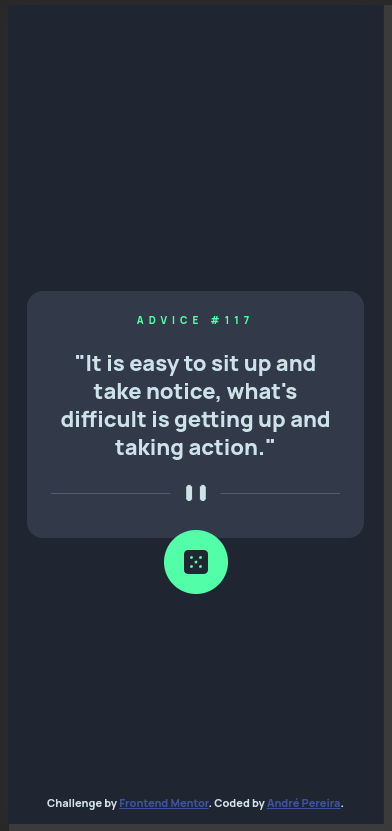 ADVICE #117
"It is easy to sit up and
take notice, what's
difficult is getting up and
taking action."
Challenge by Frontend Mentor. Coded by André Pereira.